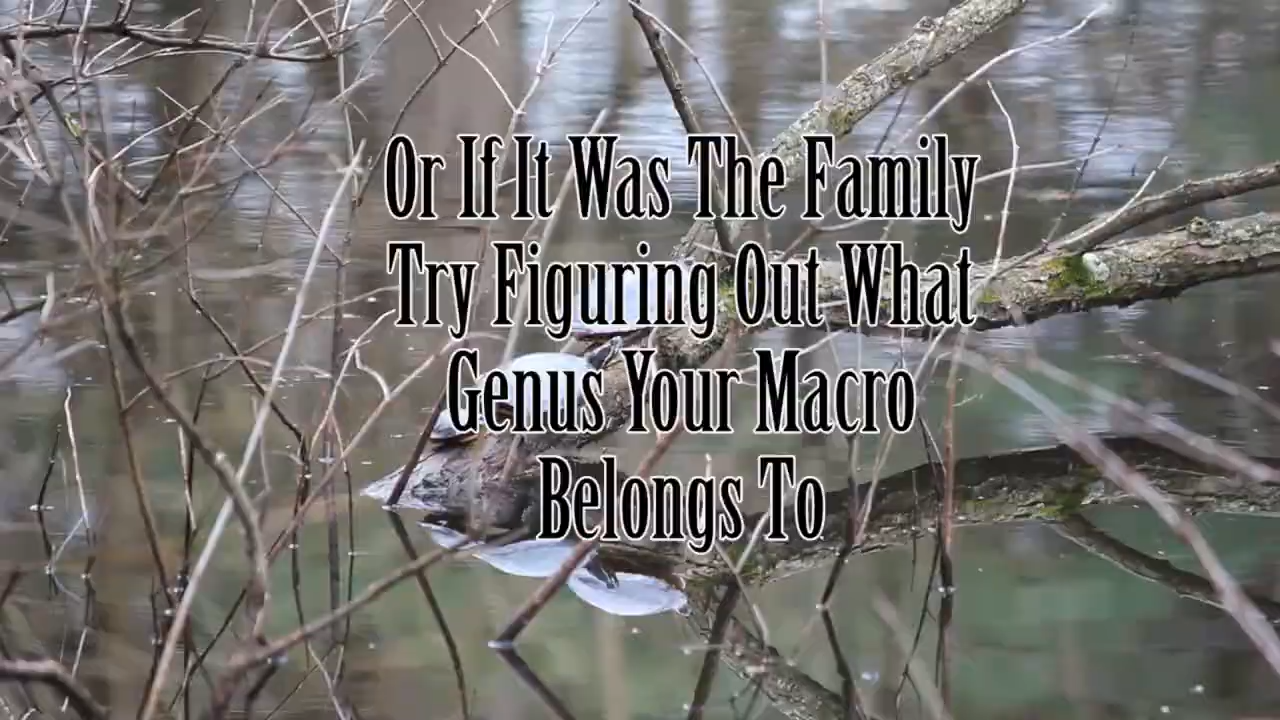 Or If It Was The Family
Try Figuring Out What
Genus Your Macro
Belongs To